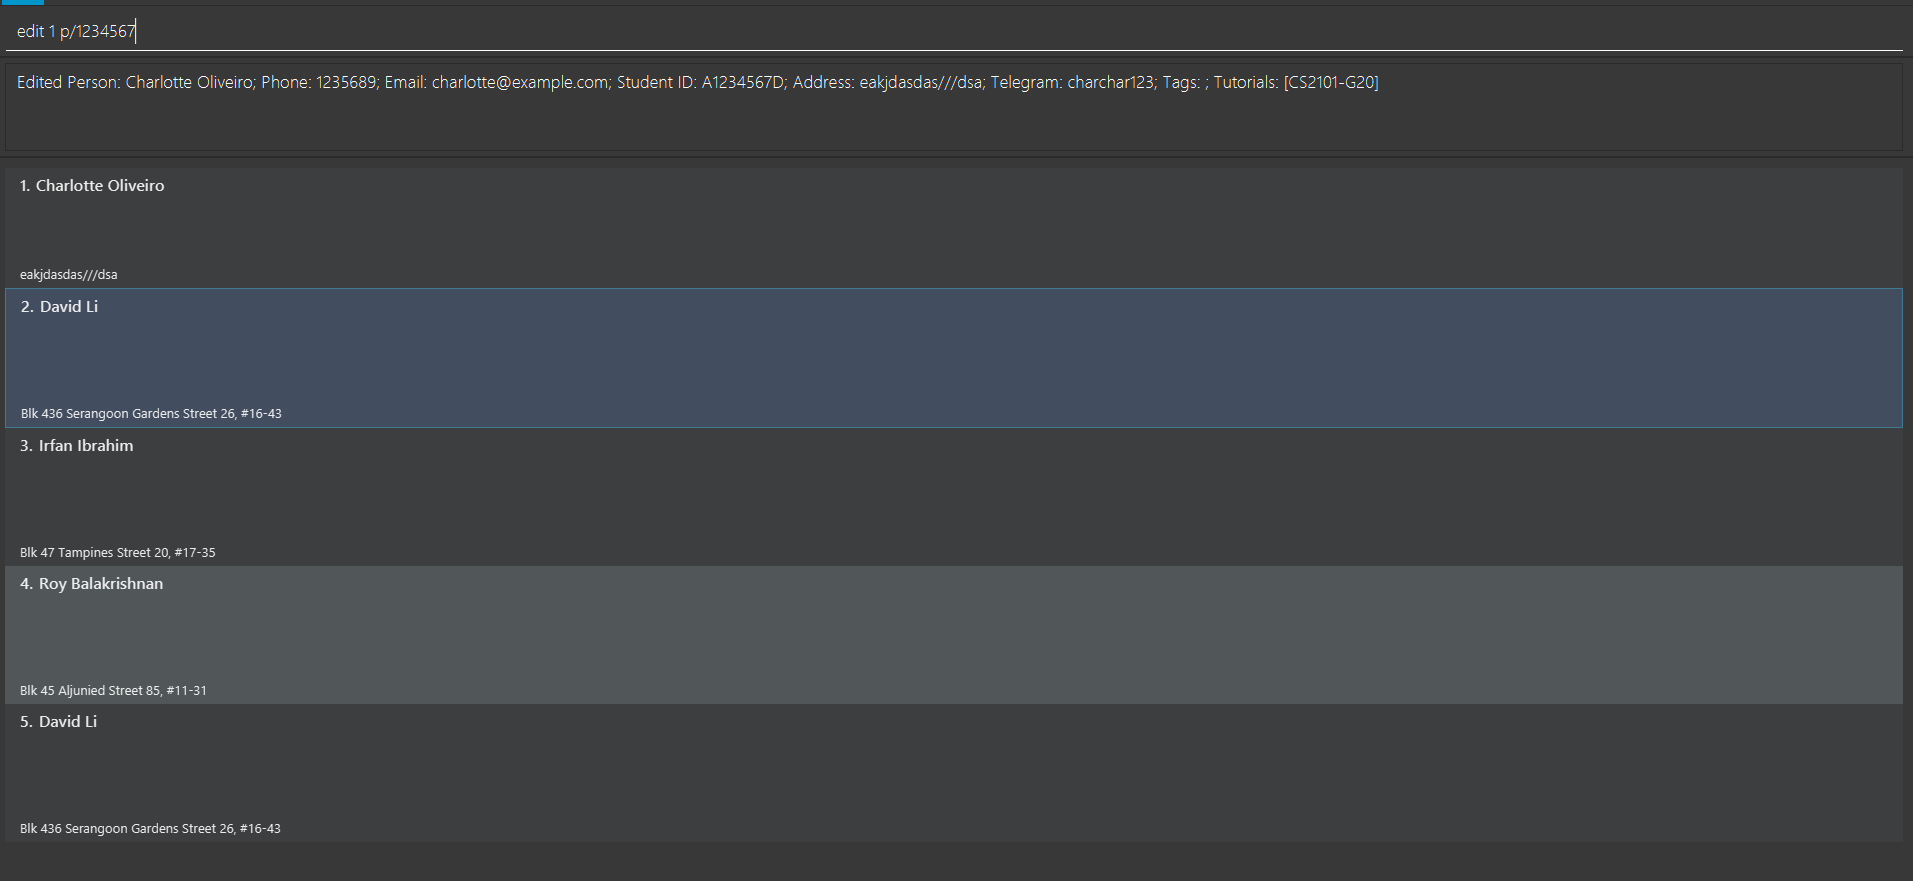 edit 1 p/1234567
Edited Person: Charlotte Oliveiro; Phone: 1235689; Email: charlotte@example.com; Student ID: A1234567D; Address: eakjdasdas///dsa; Telegram: charchar123; Tags: ; Tutorials: [CS2101-G20]
1. Charlotte Oliveiro
eakjdasdas///dsa
2. David Li
Blk 436 Serangoon Gardens Street 26, #16-43
3. Irfan Ibrahim
Blk 47 Tampines Street 20, #17-35
4. Roy Balakrishnan
Blk 45 Aljunied Street 85, #11-31
5. David Li
Blk 436 Serangoon Gardens Street 26, #16-43